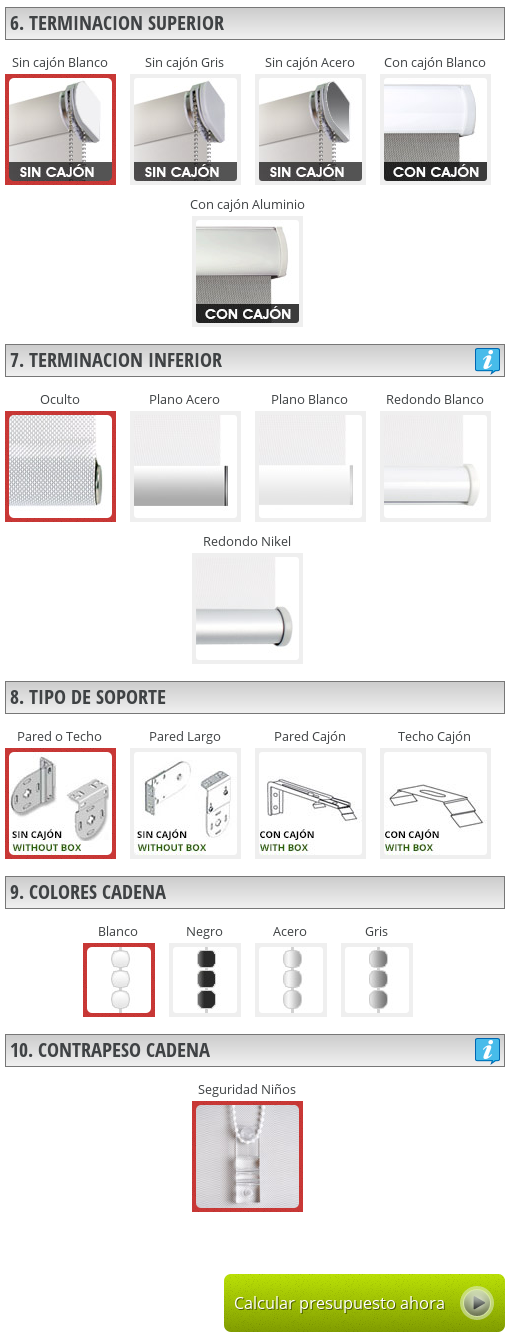 6. TERMINACION SUPERIOR
Sin cajón Blanco
Sin cajón Gris
Sin cajón Acero
Con cajón Blanco
SIN CAJÓN
SIN CAJÓN
SIN CAJÓN
CON CAJÓN
Con cajón Aluminio
CON CAJÓN
7. TERMINACION INFERIOR
i
Oculto
Plano Acero
Plano Blanco
Redondo Blanco
Redondo Nikel
8. TIPO DE SOPORTE
Pared o Techo
Pared Largo
Pared Cajón
Techo Cajón
SIN CAJÓN
WITHOUT BOX
SIN CAJÓN
WITHOUT BOX
CON CAJÓN
WITH BOX
CON CAJÓN
WITH BOX
9. COLORES CADENA
Blanco
Negro
Acero
Gris
10. CONTRAPESO CADENA
i
Seguridad Niños
Calcular presupuesto ahora